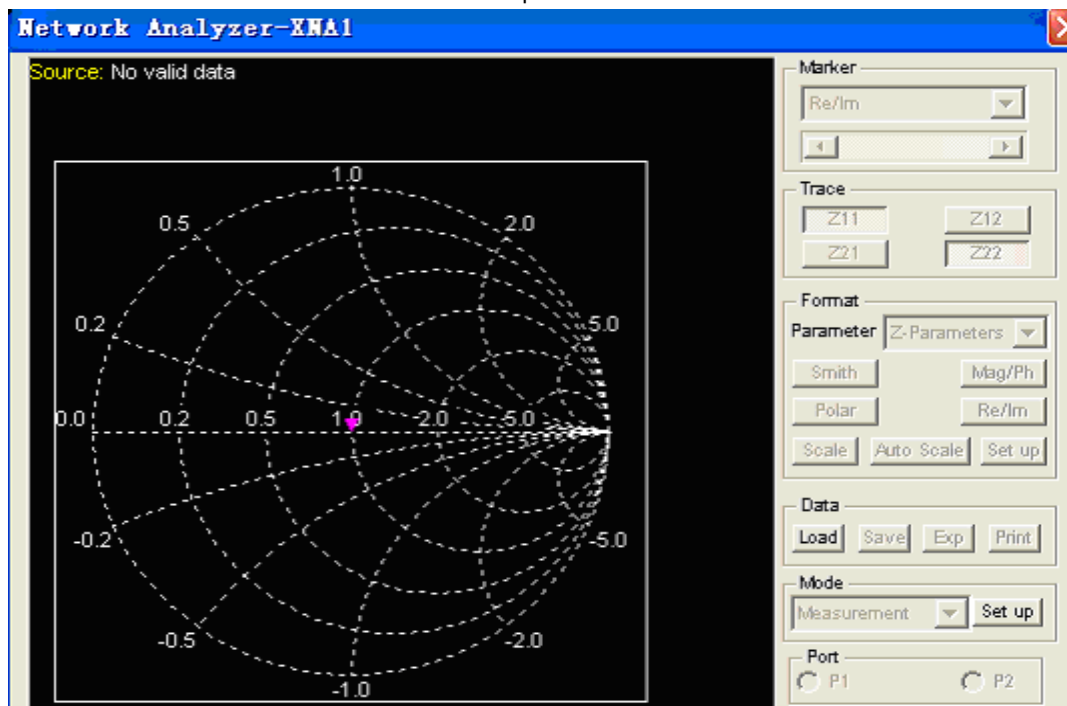 Network Analyzer-XNA1
Source: No valid data
1.0
0.5 2.0
0.2 5.0
0.0 0.2 0.5 1.0 2.0 5.0
-0.2 -5.0
-0.5 -2.0
-1.0
Marker
Re/Im
Trace
Z11 Z12
Z21 Z22
Format
Parameter Z-Parameters
Smith Mag/Ph
Polar Re/Im
Scale Auto Scale Set up
Data
Load Save Exp Print
Mode
Measurement Set up
Port
P1 P2